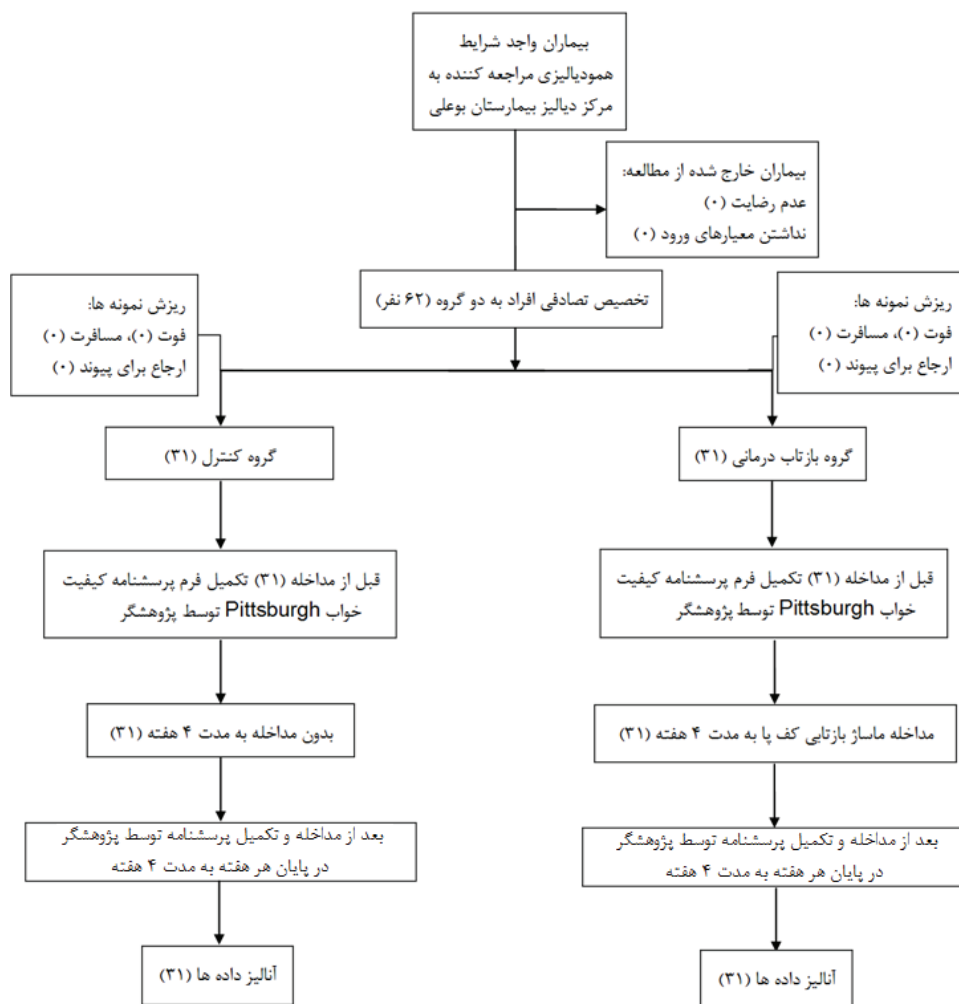 بیماران واجد شرایط
همودیالیزی مراجعه کننده به
مرکز دیالیز بیمارستان بوعلی
بیماران خارج شده از مطالعه:
عدم رضایت (۰)
نداشتن معیارهای ورود (۰)
تخصیص تصادفی افراد به دو گروه (۶۲ نفر)
ریزش نمونه ها:
فوت (۰)، مسافرت (۰)
ارجاع برای پیوند (۰)
ریزش نمونه ها:
فوت (۰)، مسافرت (۰)
ارجاع برای پیوند (۰)
گروه بازتاب درمانی (۳۱)
گروه کنترل (۳۱)
قبل از مداخله (۳۱) تکمیل فرم پرسشنامه کیفیت
خواب Pittsburgh توسط پژوهشگر
قبل از مداخله (۳۱) تکمیل فرم پرسشنامه کیفیت
خواب Pittsburgh توسط پژوهشگر
مداخله ماساژ بازتابی کف پا به مدت ۴ هفته (۳۱)
بدون مداخله به مدت ۴ هفته (۳۱)
بعد از مداخله و تکمیل پرسشنامه توسط پژوهشگر
در پایان هر هفته به مدت ۴ هفته
بعد از مداخله و تکمیل پرسشنامه توسط پژوهشگر
در پایان هر هفته به مدت ۴ هفته
آنالیز داده ها (۳۱)
آنالیز داده ها (۳۱)